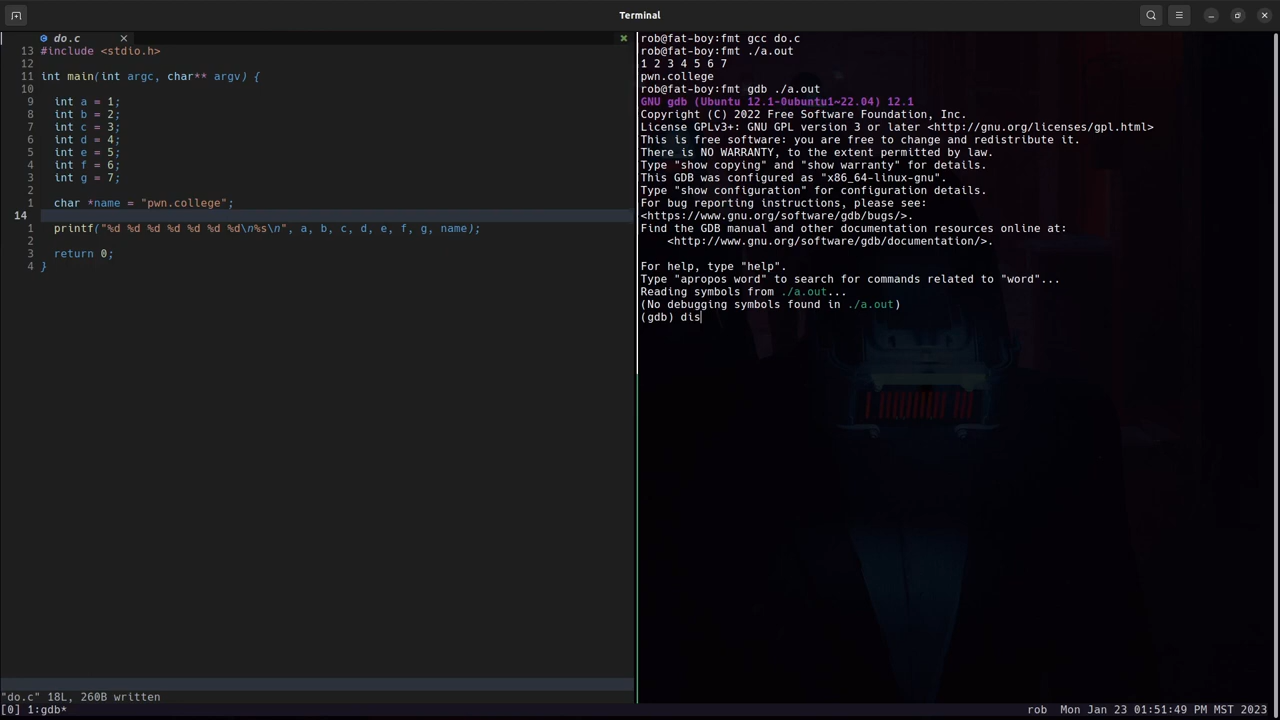 Terminal
do.c
13 #include <stdio.h>
12
11 int main(int argc, char** argv) {
10
9 int a = 1;
8 int b = 2;
7 int c = 3;
6 int d = 4;
5 int e = 5;
4 int f = 6;
3 int g = 7;
2
1 char *name = "pwn.college";
14
1 printf("%d %d %d %d %d %d %d\n%s\n", a, b, c, d, e, f, g, name);
2
3 return 0;
4 }
"do.c" 18L, 260B written
rob@fat-boy:fmt gcc do.c
rob@fat-boy:fmt ./a.out
1 2 3 4 5 6 7
pwn.college
rob@fat-boy:fmt gdb ./a.out
GNU gdb (Ubuntu 12.1-0ubuntu1~22.04) 12.1
Copyright (C) 2022 Free Software Foundation, Inc.
License GPLv3+: GNU GPL version 3 or later <http://gnu.org/licenses/gpl.html>
This is free software: you are free to change and redistribute it.
There is NO WARRANTY, to the extent permitted by law.
Type "show copying" and "show warranty" for details.
This GDB was configured as "x86_64-linux-gnu".
Type "show configuration" for configuration details.
For bug reporting instructions, please see:
<https://www.gnu.org/software/gdb/bugs/>.
Find the GDB manual and other documentation resources online at:
<http://www.gnu.org/software/gdb/documentation/>.
For help, type "help".
Type "apropos word" to search for commands related to "word"...
Reading symbols from ./a.out...
(No debugging symbols found in ./a.out)
(gdb) dis
[0] 1:gdb* rob Mon Jan 23 01:51:49 PM MST 2023